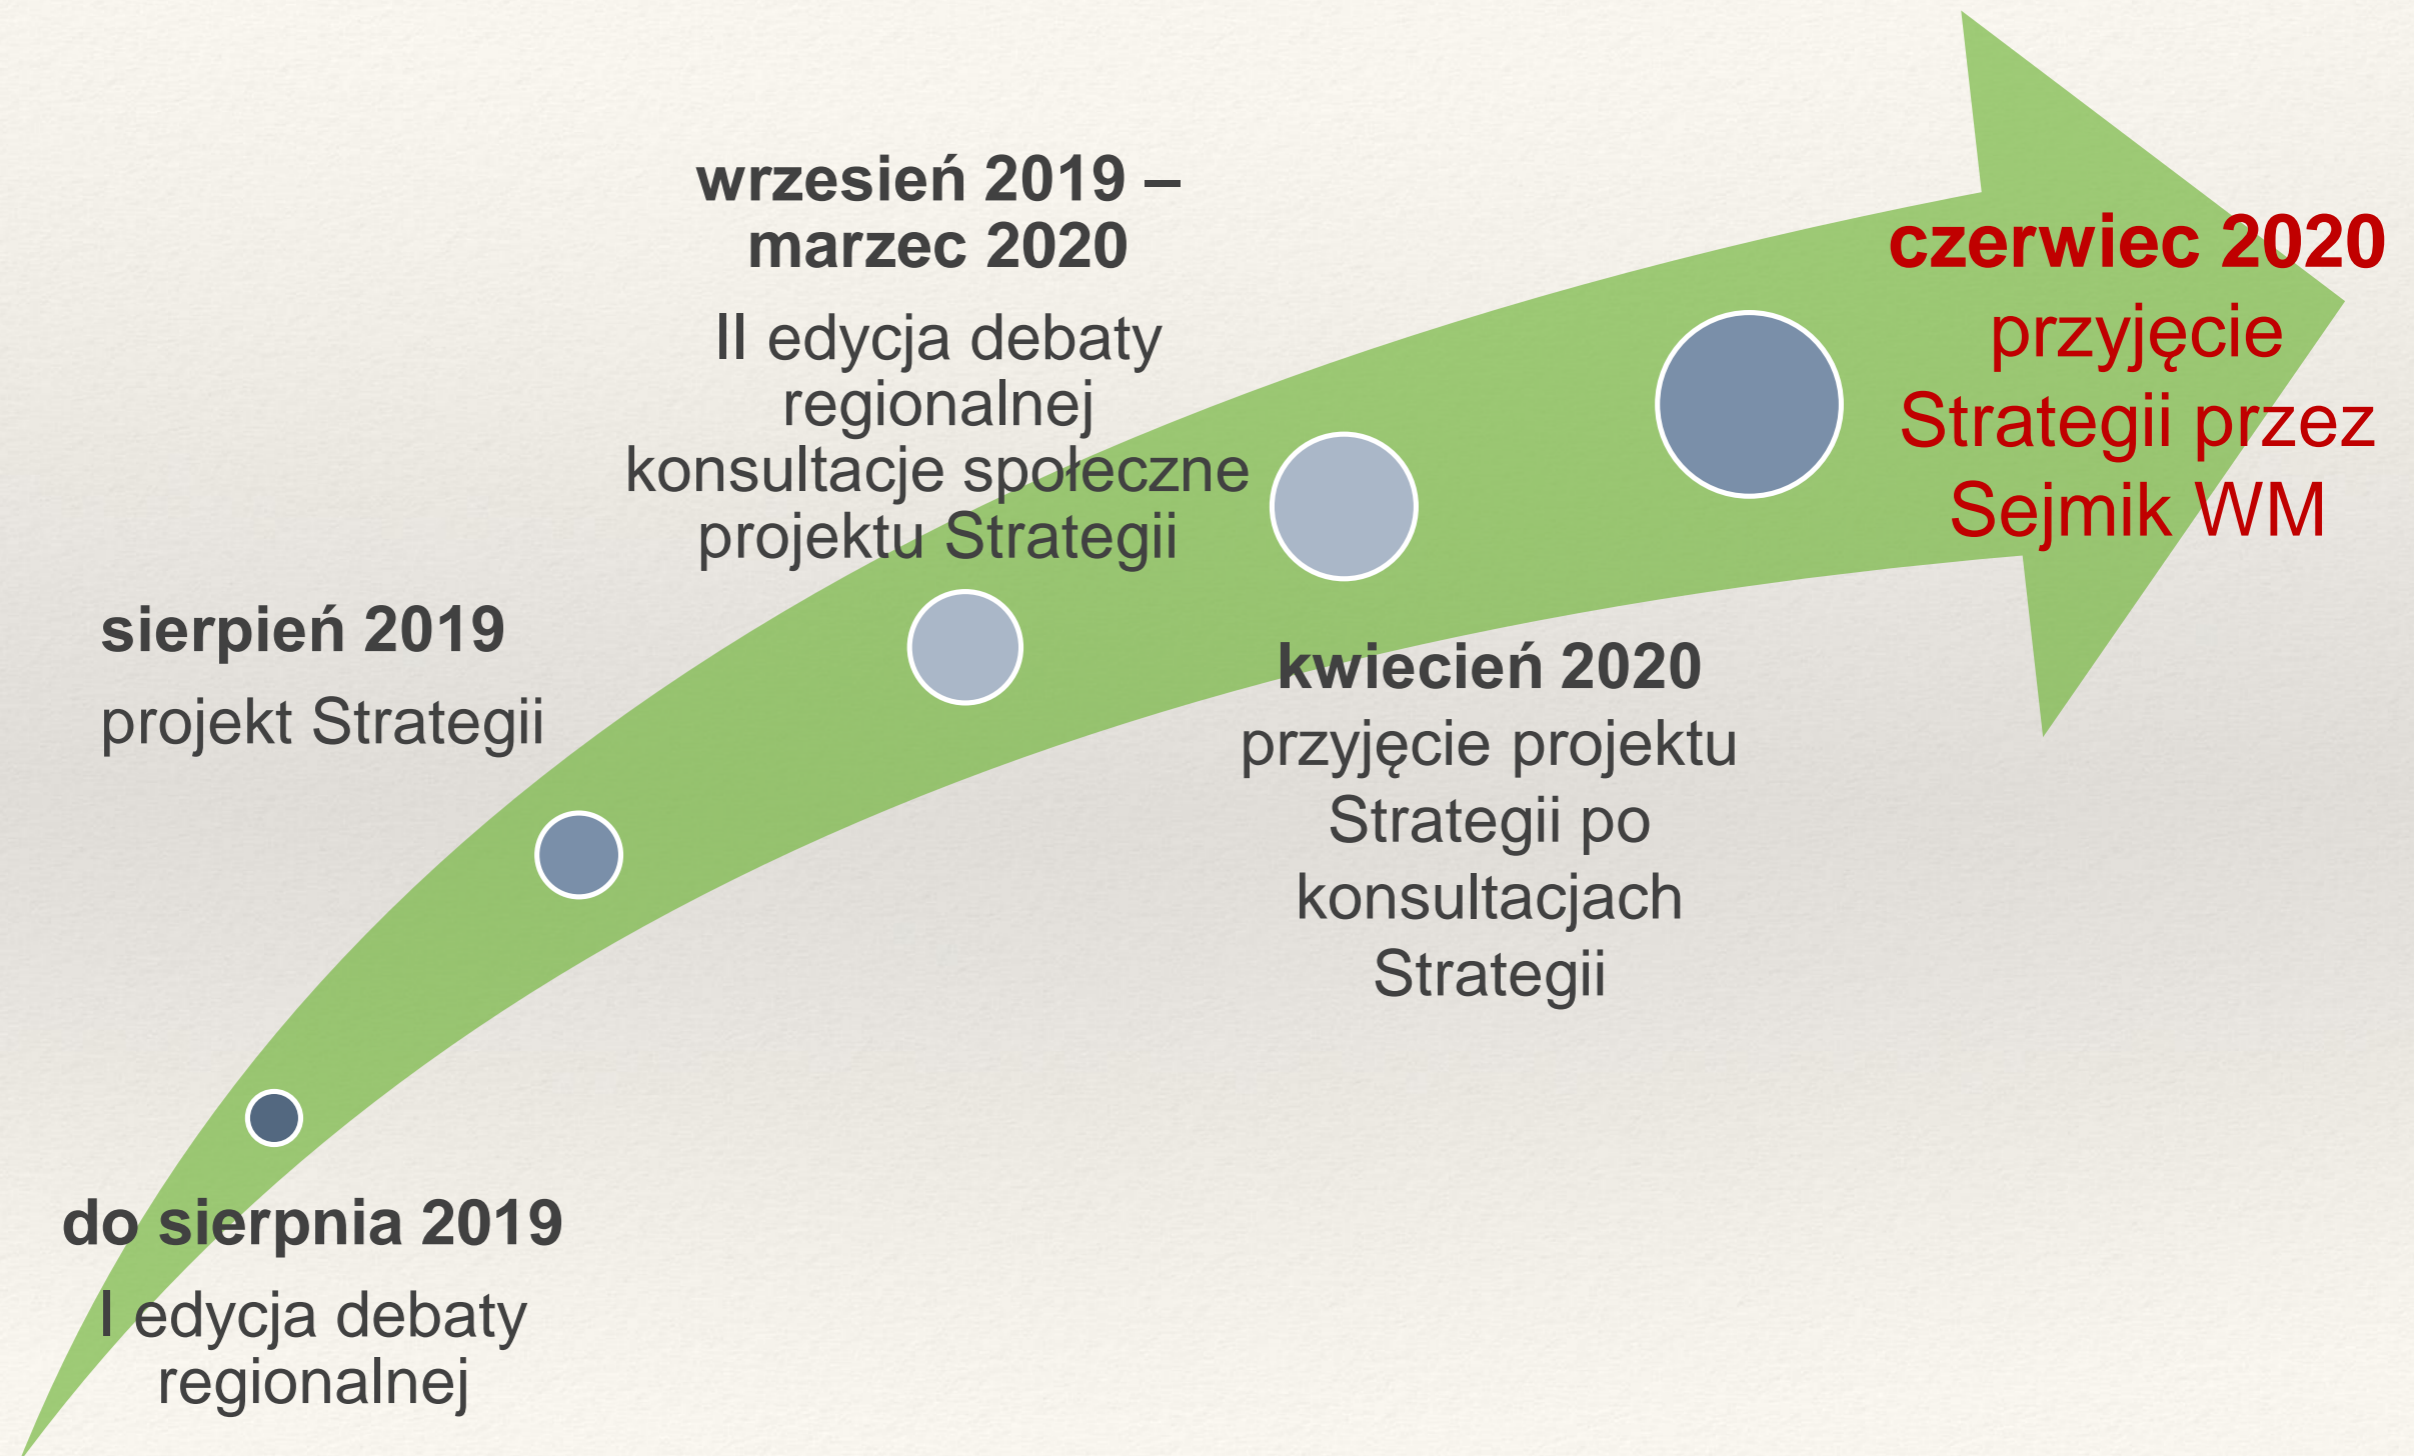 do sierpnia 2019
I edycja debaty
regionalnej
sierpień 2019
projekt Strategii
wrzesień 2019 –
marzec 2020
II edycja debaty
regionalnej
konsultacje społeczne
projektu Strategii
kwiecień 2020
przyjęcie projektu
Strategii po
konsultacjach
Strategii
czerwiec 2020
przyjęcie
Strategii przez
Sejmik WM